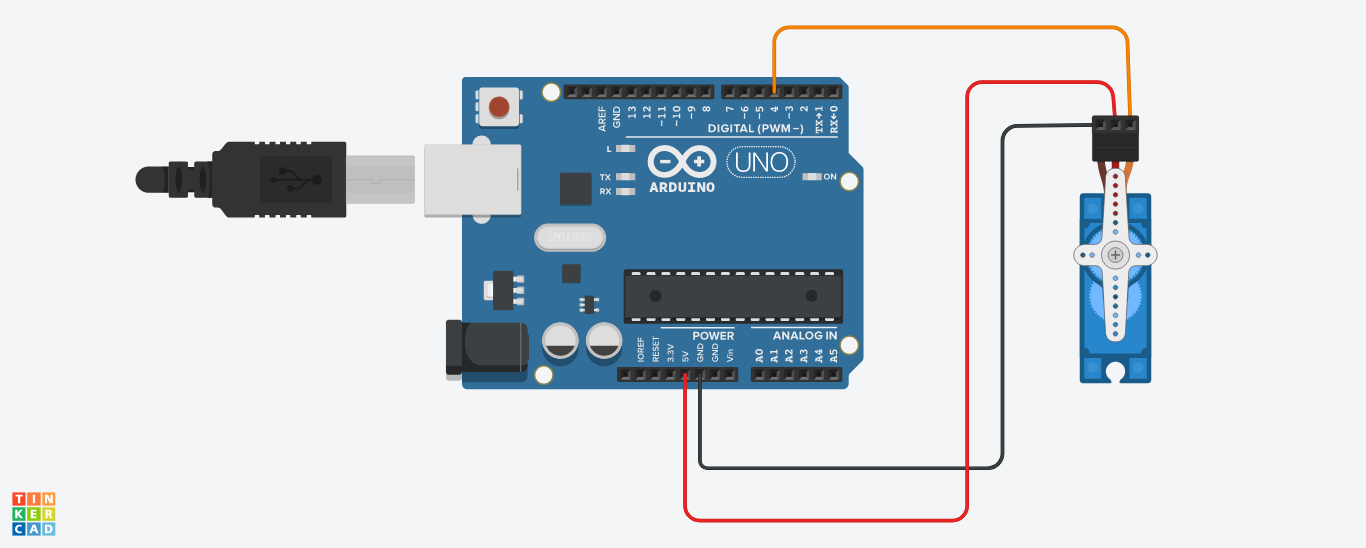 AREF
GND
13
12
~11
~10
~9
8
7
~6
~5
4
~3
2
TX→1
RX←0
DIGITAL (PWM~)
L
TX
RX
ARDUINO
UNO
ON
POWER
ANALOG IN
IOREF
RESET
3.3V
5V
GND
GND
Vin
A0
A1
A2
A3
A4
A5
TIN
KER
CAD